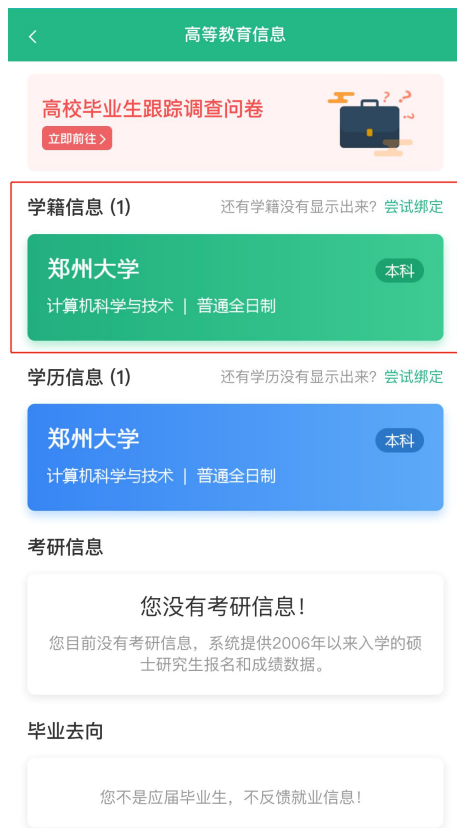 高等教育信息
高校毕业生跟踪调查问卷
立即前往>
学籍信息 (1) 还有学籍没有显示出来? 尝试绑定
郑州大学 本科
计算机科学与技术 | 普通全日制
学历信息 (1) 还有学历没有显示出来? 尝试绑定
郑州大学 本科
计算机科学与技术 | 普通全日制
考研信息
您没有考研信息!
您目前没有考研信息，系统提供2006年以来入学的硕
士研究生报名和成绩数据。
毕业去向
您不是应届毕业生，不反馈就业信息!